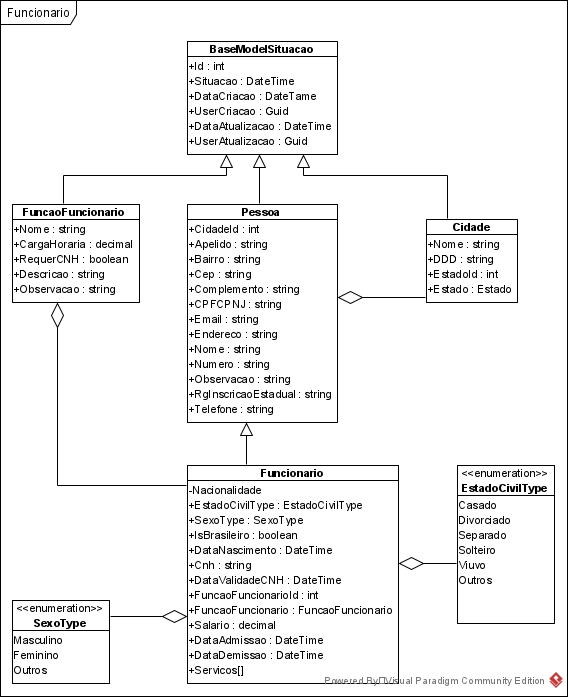 Funcionario
BaseModelSituacao
+Id : int
+Situacao : DateTime
+DataCriacao : DateTame
+UserCriacao : Guid
+DataAtualizacao : DateTime
+UserAtualizacao : Guid
FuncaoFuncionario
+Nome : string
+CargaHoraria : decimal
+RequerCNH : boolean
+Descricao : string
+Observacao : string
Pessoa
+CidadeId : int
+Apelido : string
+Bairro : string
+Cep : string
+Complemento : string
+CPFCPNJ : string
+Email : string
+Endereco : string
+Nome : string
+Numero : string
+Observacao : string
+RgInscricaoEstadual : string
+Telefone : string
Cidade
+Nome : string
+DDD : string
+EstadoId : int
+Estado : Estado
Funcionario
-Nacionalidade
+EstadoCivilType : EstadoCivilType
+SexoType : SexoType
+IsBrasileiro : boolean
+DataNascimento : DateTime
+Cnh : string
+DataValidadeCNH : DateTime
+FuncaoFuncionarioId : int
+FuncaoFuncionario : FuncaoFuncionario
+Salario : decimal
+DataAdmissao : DateTime
+DataDemissao : DateTime
+Servicos[]
<<enumeration>>
EstadoCivilType
Casado
Divorciado
Separado
Solteiro
Viuvo
Outros
<<enumeration>>
SexoType
Masculino
Feminino
Outros
Powered By Visual Paradigm Community Edition